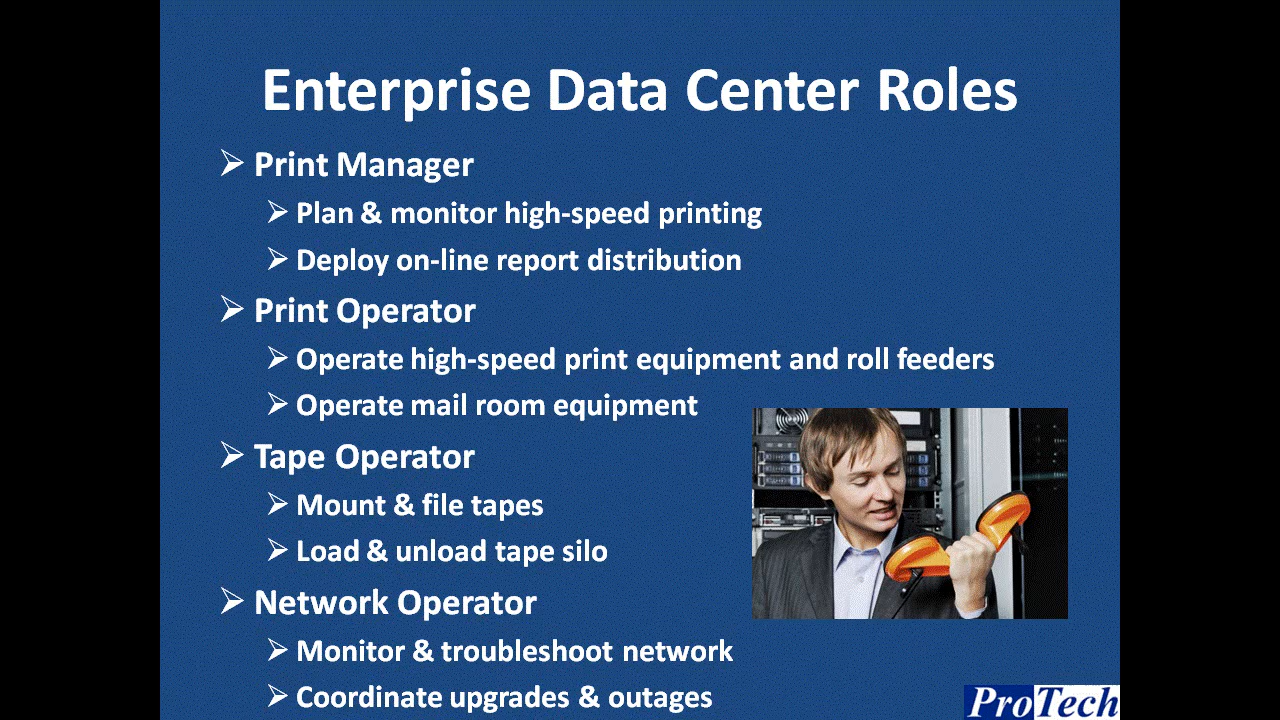 Enterprise Data Center Roles
Print Manager
Plan & monitor high-speed printing
Deploy on-line report distribution
Print Operator
Operate high-speed print equipment and roll feeders
Operate mail room equipment
Tape Operator
Mount & file tapes
Load & unload tape silo
Network Operator
Monitor & troubleshoot network
Coordinate upgrades & outages
ProTech